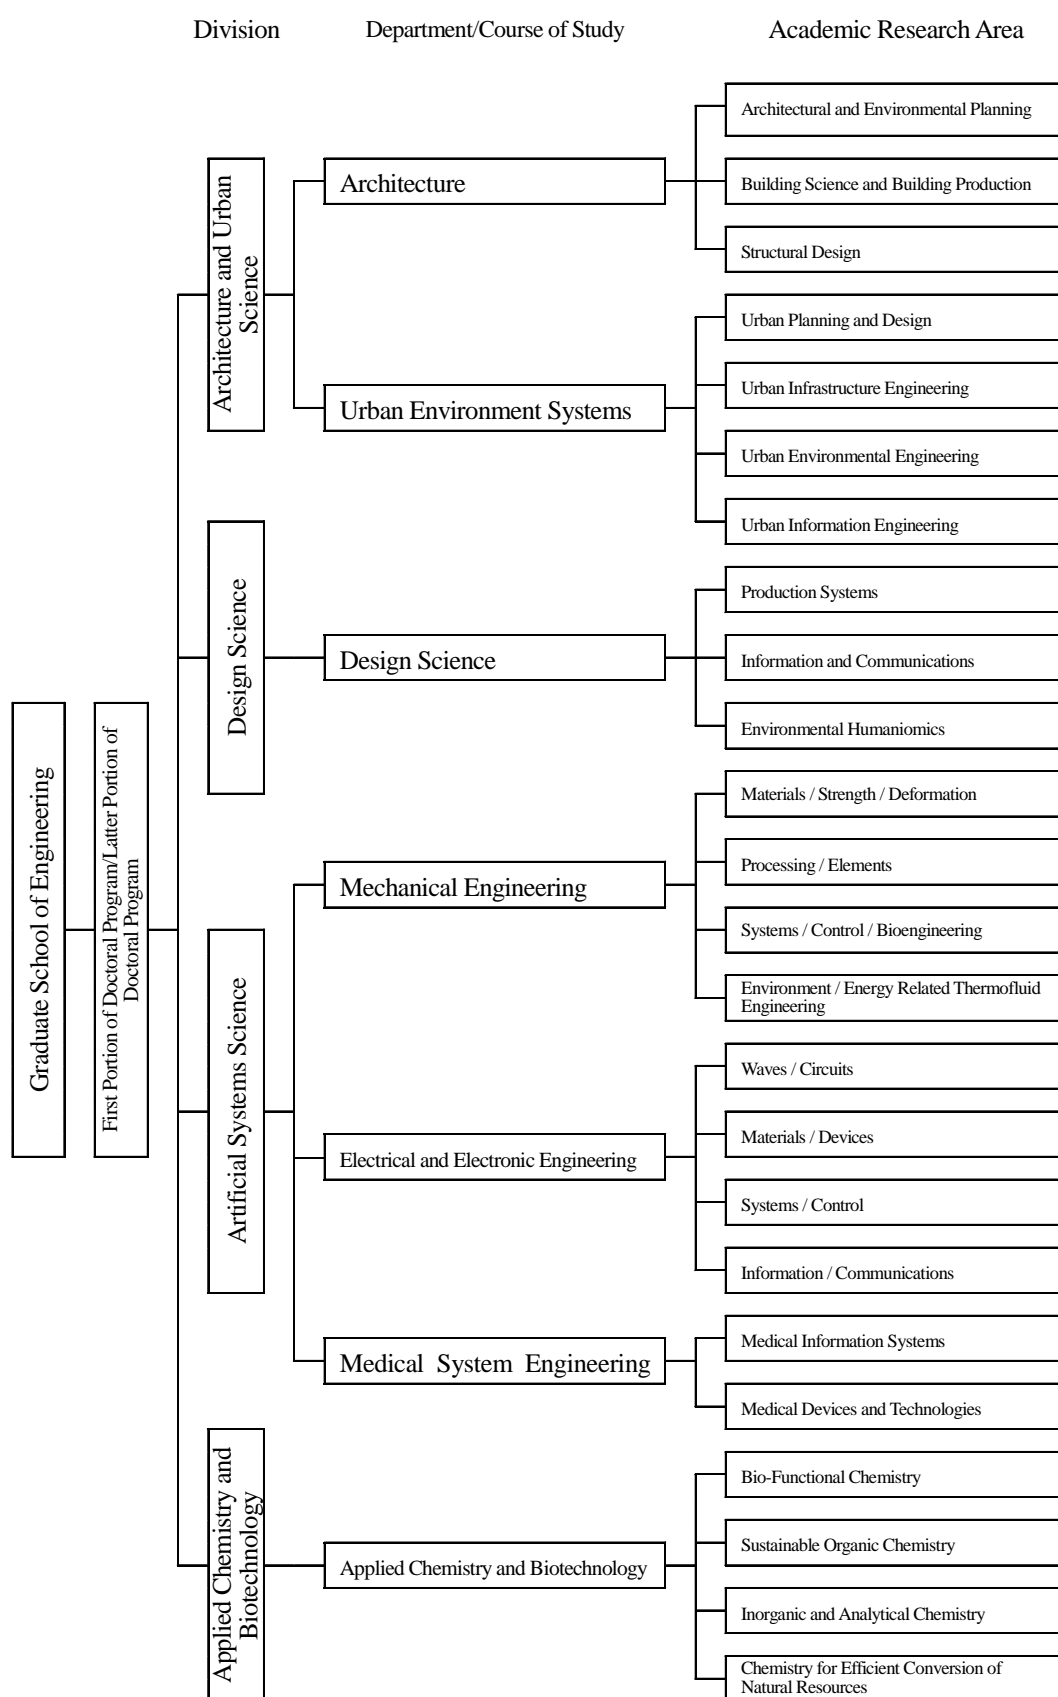 Division
Department/Course of Study
Academic Research Area
Graduate School of Engineering
First Portion of Doctoral Program/Latter Portion of
Doctoral Program
Architecture and Urban
Science
Architecture
Architectural and Environmental Planning
Building Science and Building Production
Structural Design
Urban Environment Systems
Urban Planning and Design
Urban Infrastructure Engineering
Urban Environmental Engineering
Urban Information Engineering
Design Science
Design Science
Production Systems
Information and Communications
Environmental Humaniomics
Artificial Systems Science
Mechanical Engineering
Materials / Strength / Deformation
Processing / Elements
Systems / Control / Bioengineering
Environment / Energy Related Thermofluid
Engineering
Electrical and Electronic Engineering
Waves / Circuits
Materials / Devices
Systems / Control
Information / Communications
Medical System Engineering
Medical Information Systems
Medical Devices and Technologies
Applied Chemistry and
Biotechnology
Applied Chemistry and Biotechnology
Bio-Functional Chemistry
Sustainable Organic Chemistry
Inorganic and Analytical Chemistry
Chemistry for Efficient Conversion of
Natural Resources